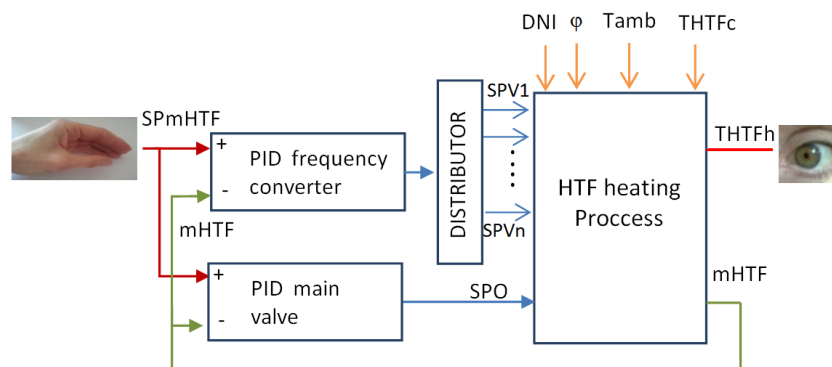 DNI φ Tamb THTFc
SPmHTF
+
PID frequency
converter
-
mHTF
+
PID main
valve
-
DISTRIBUTOR
SPV1
SPVn
SPO
HTF heating
Proccess
THTFh
mHTF